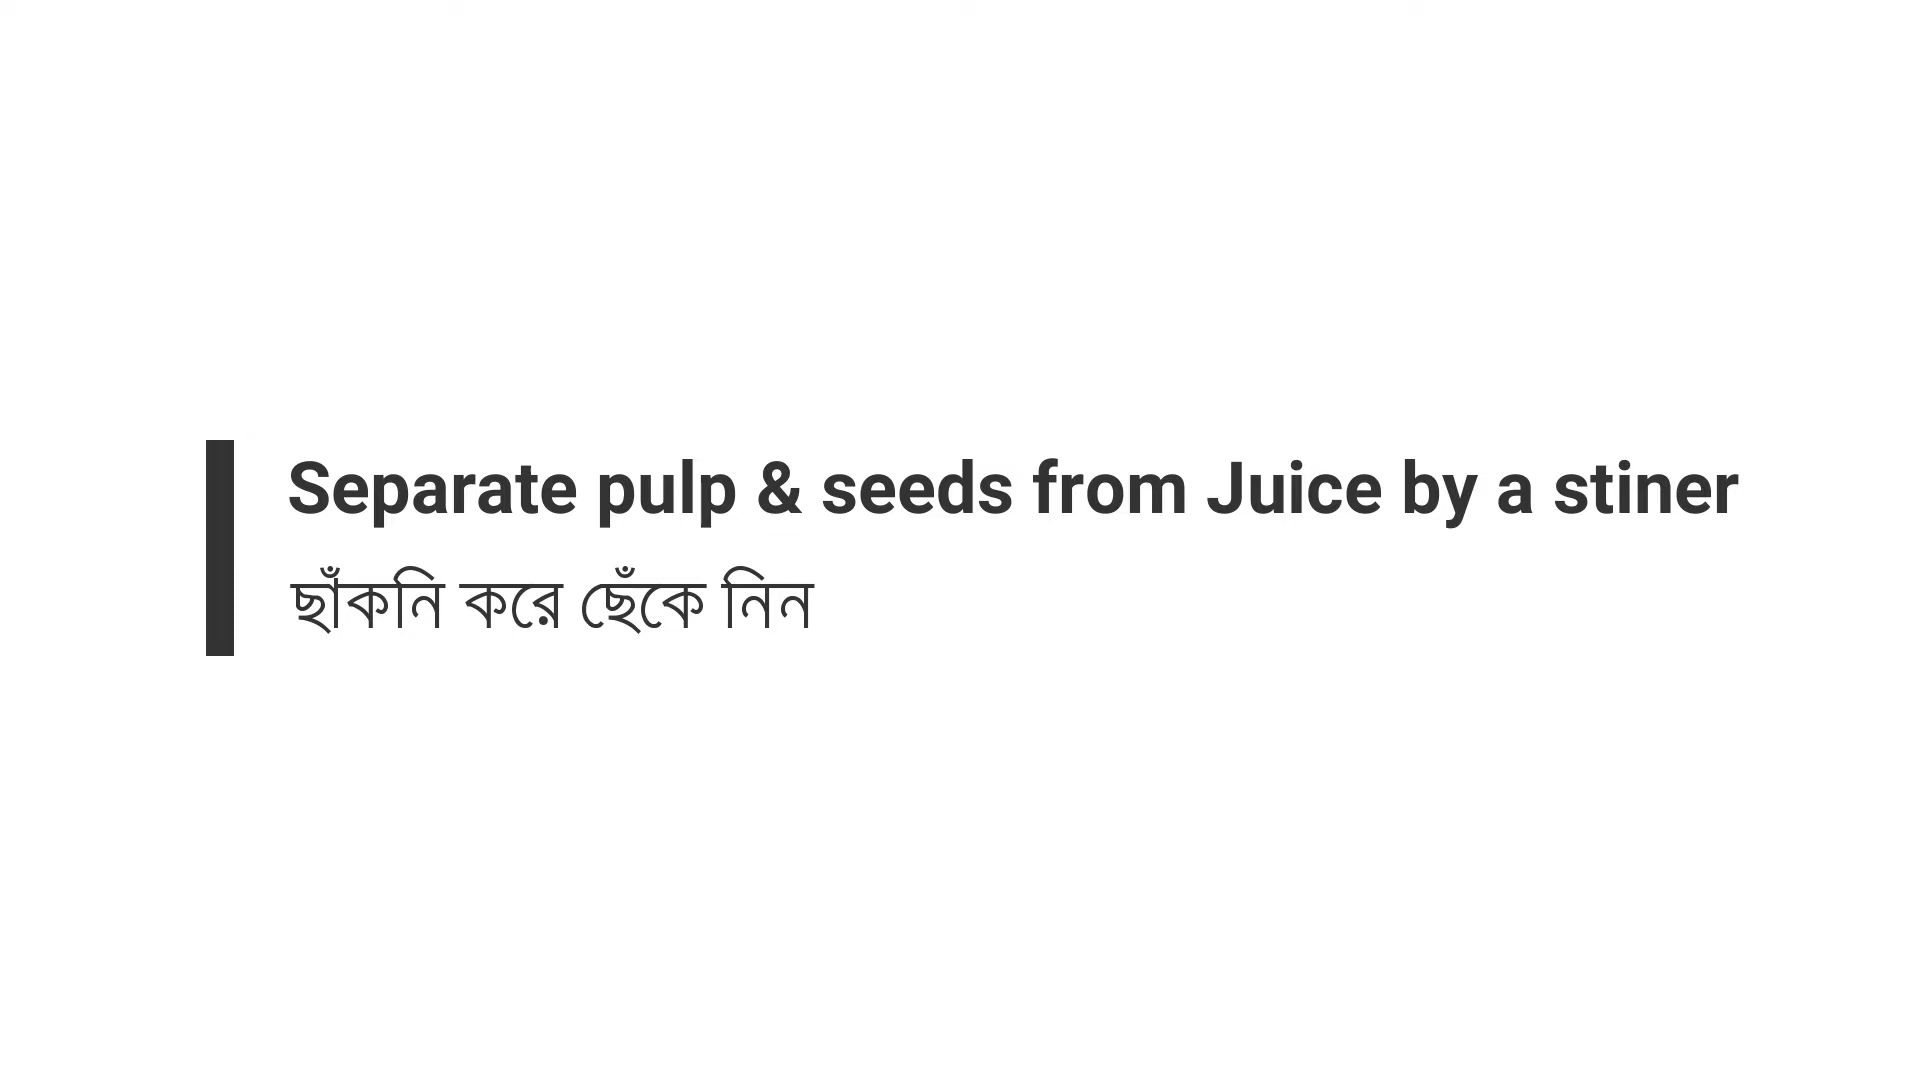 Separate pulp & seeds from Juice by a stiner
ছাঁকনি করে ছেঁকে নিন